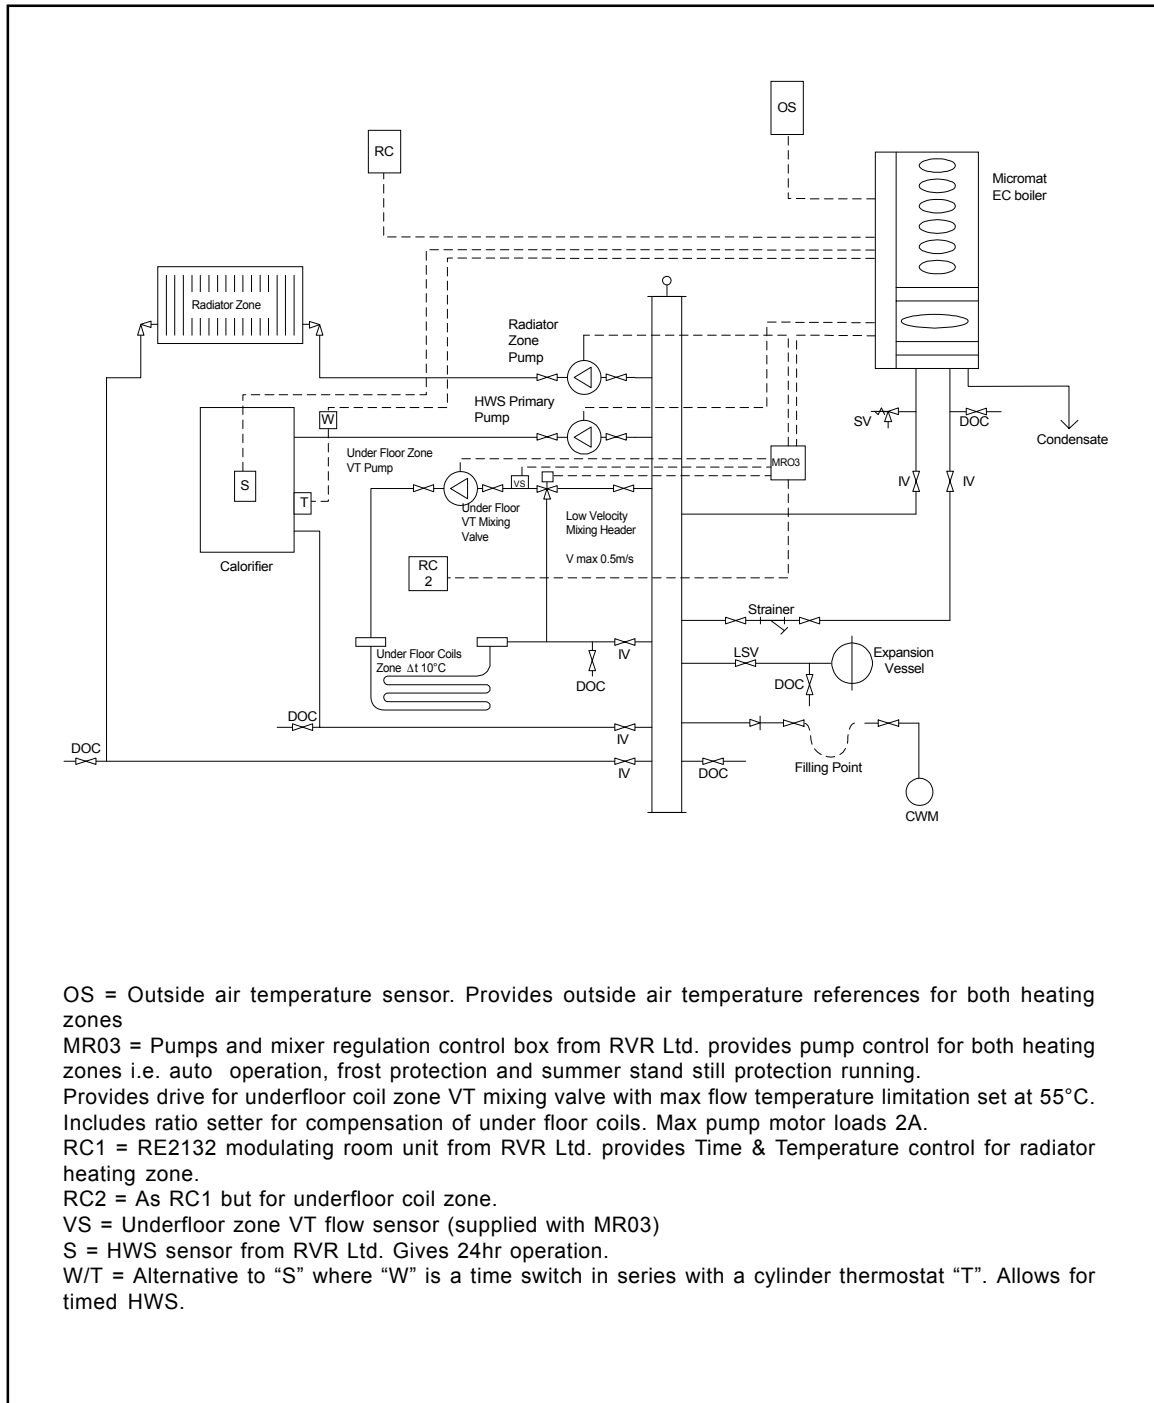 OS
RC
Micromat
EC boiler
Radiator Zone
Radiator
Zone
Pump
HWS Primary
Pump
W
SV
DOC
Condensate
Under Floor Zone
VT Pump
MRO3
S
VS
IV
IV
T
Under Floor
VT Mixing
Valve
Low Velocity
Mixing Header
V max 0.5m/s
Calorifier
RC
2
Strainer
Under Floor Coils
Zone Δt 10°C
IV
LSV
Expansion
Vessel
DOC
DOC
DOC
IV
DOC
IV
DOC
Filling Point
CWM
OS = Outside air temperature sensor. Provides outside air temperature references for both heating
zones
MR03 = Pumps and mixer regulation control box from RVR Ltd. provides pump control for both heating
zones i.e. auto operation, frost protection and summer stand still protection running.
Provides drive for underfloor coil zone VT mixing valve with max flow temperature limitation set at 55°C.
Includes ratio setter for compensation of under floor coils. Max pump motor loads 2A.
RC1 = RE2132 modulating room unit from RVR Ltd. provides Time & Temperature control for radiator
heating zone.
RC2 = As RC1 but for underfloor coil zone.
VS = Underfloor zone VT flow sensor (supplied with MR03)
S = HWS sensor from RVR Ltd. Gives 24hr operation.
W/T = Alternative to “S” where “W” is a time switch in series with a cylinder thermostat “T”. Allows for
timed HWS.